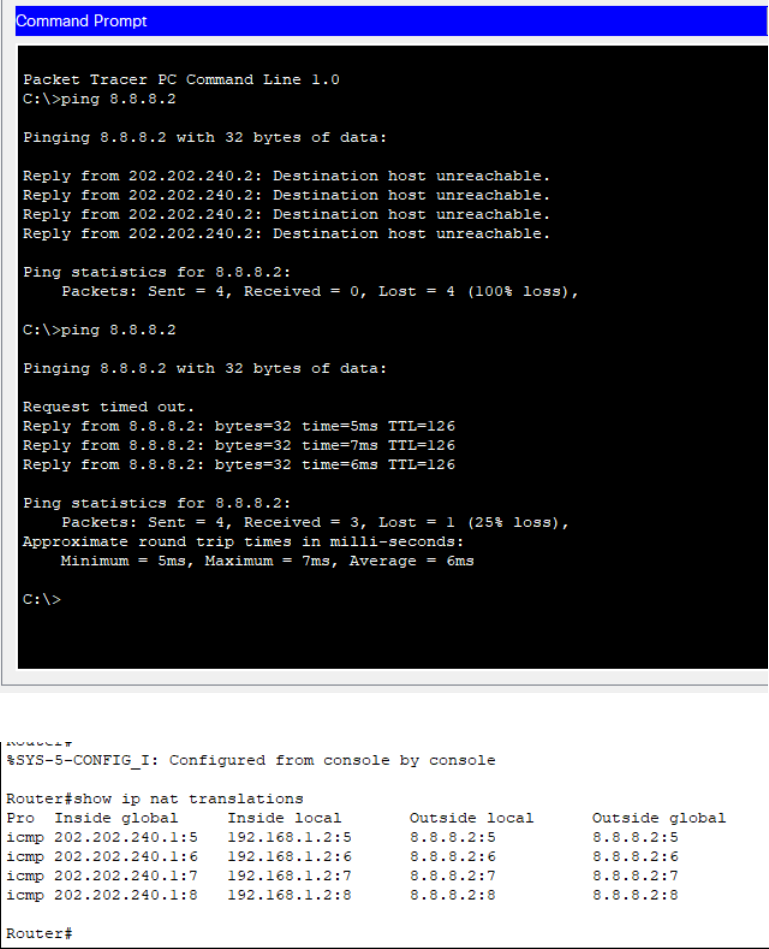 Command Prompt
Packet Tracer PC Command Line 1.0
C:\>ping 8.8.8.2
Pinging 8.8.8.2 with 32 bytes of data:
Reply from 202.202.240.2: Destination host unreachable.
Reply from 202.202.240.2: Destination host unreachable.
Reply from 202.202.240.2: Destination host unreachable.
Reply from 202.202.240.2: Destination host unreachable.
Ping statistics for 8.8.8.2:
    Packets: Sent = 4, Received = 0, Lost = 4 (100% loss),
C:\>ping 8.8.8.2
Pinging 8.8.8.2 with 32 bytes of data:
Request timed out.
Reply from 8.8.8.2: bytes=32 time=5ms TTL=126
Reply from 8.8.8.2: bytes=32 time=7ms TTL=126
Reply from 8.8.8.2: bytes=32 time=6ms TTL=126
Ping statistics for 8.8.8.2:
    Packets: Sent = 4, Received = 3, Lost = 1 (25% loss),
Approximate round trip times in milli-seconds:
    Minimum = 5ms, Maximum = 7ms, Average = 6ms
C:\>
Router#
%SYS-5-CONFIG_I: Configured from console by console
Router#show ip nat translations
Pro  Inside global     Inside local       Outside local      Outside global
icmp 202.202.240.1:5   192.168.1.2:5      8.8.8.2:5          8.8.8.2:5
icmp 202.202.240.1:6   192.168.1.2:6      8.8.8.2:6          8.8.8.2:6
icmp 202.202.240.1:7   192.168.1.2:7      8.8.8.2:7          8.8.8.2:7
icmp 202.202.240.1:8   192.168.1.2:8      8.8.8.2:8          8.8.8.2:8
Router#